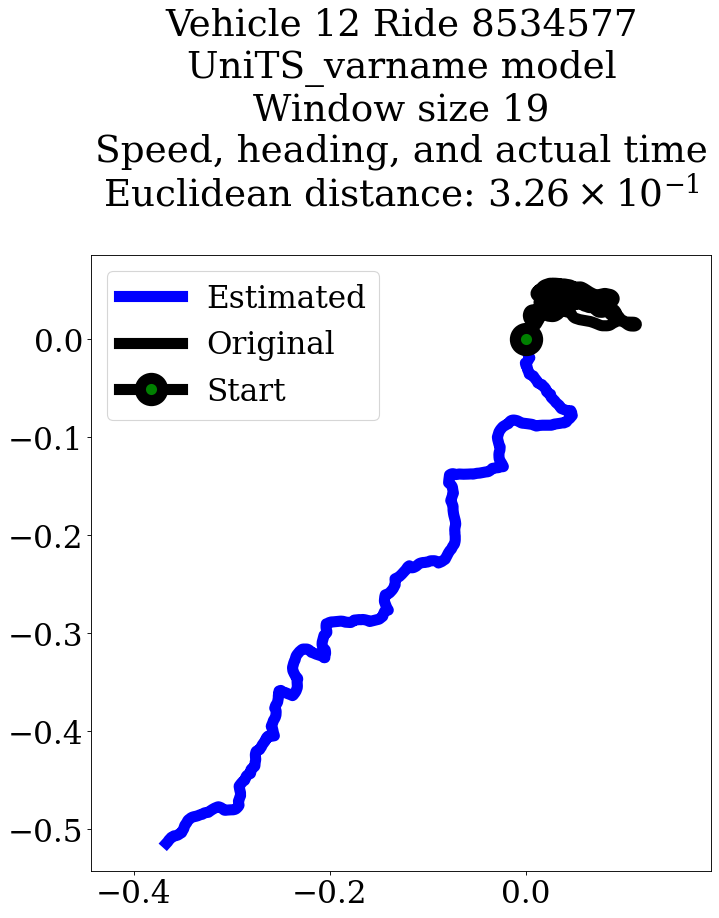 Vehicle 12 Ride 8534577
UniTS_varname model
Window size 19
Speed, heading, and actual time
Euclidean distance: 3.26 × 10⁻¹
Estimated
Original
Start
0.0
−0.1
−0.2
−0.3
−0.4
−0.5
−0.4
−0.2
0.0